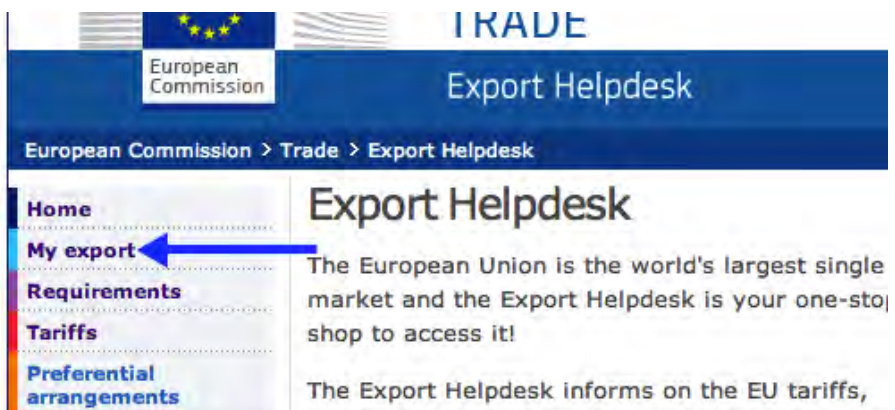 TRADE
European
Commission
Export Helpdesk
European Commission > Trade > Export Helpdesk
Home
My export
Requirements
Tariffs
Preferential
arrangements
Export Helpdesk
The European Union is the world's largest single
market and the Export Helpdesk is your one-stop
shop to access it!
The Export Helpdesk informs on the EU tariffs,